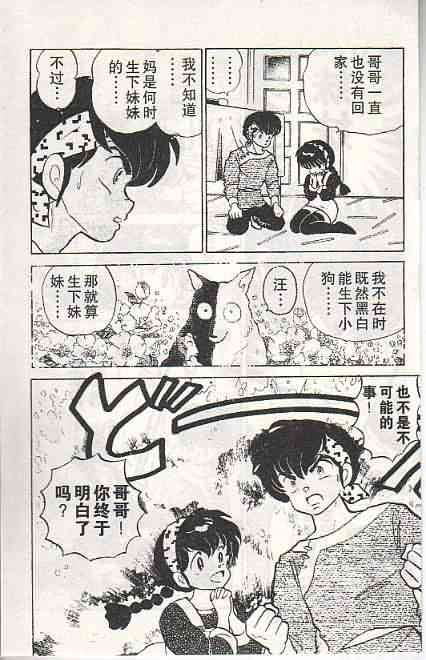 哥哥一直
也没有回
家…
……
……
我不知道
妈是何时
生下妹妹
的…
不过…
我不在时
既然黑白
能生下小
狗…
汪…
那就算
生下妹
妹…
也不是不
可能的
事！
哥哥！
你终于
明白了
吗？
ど